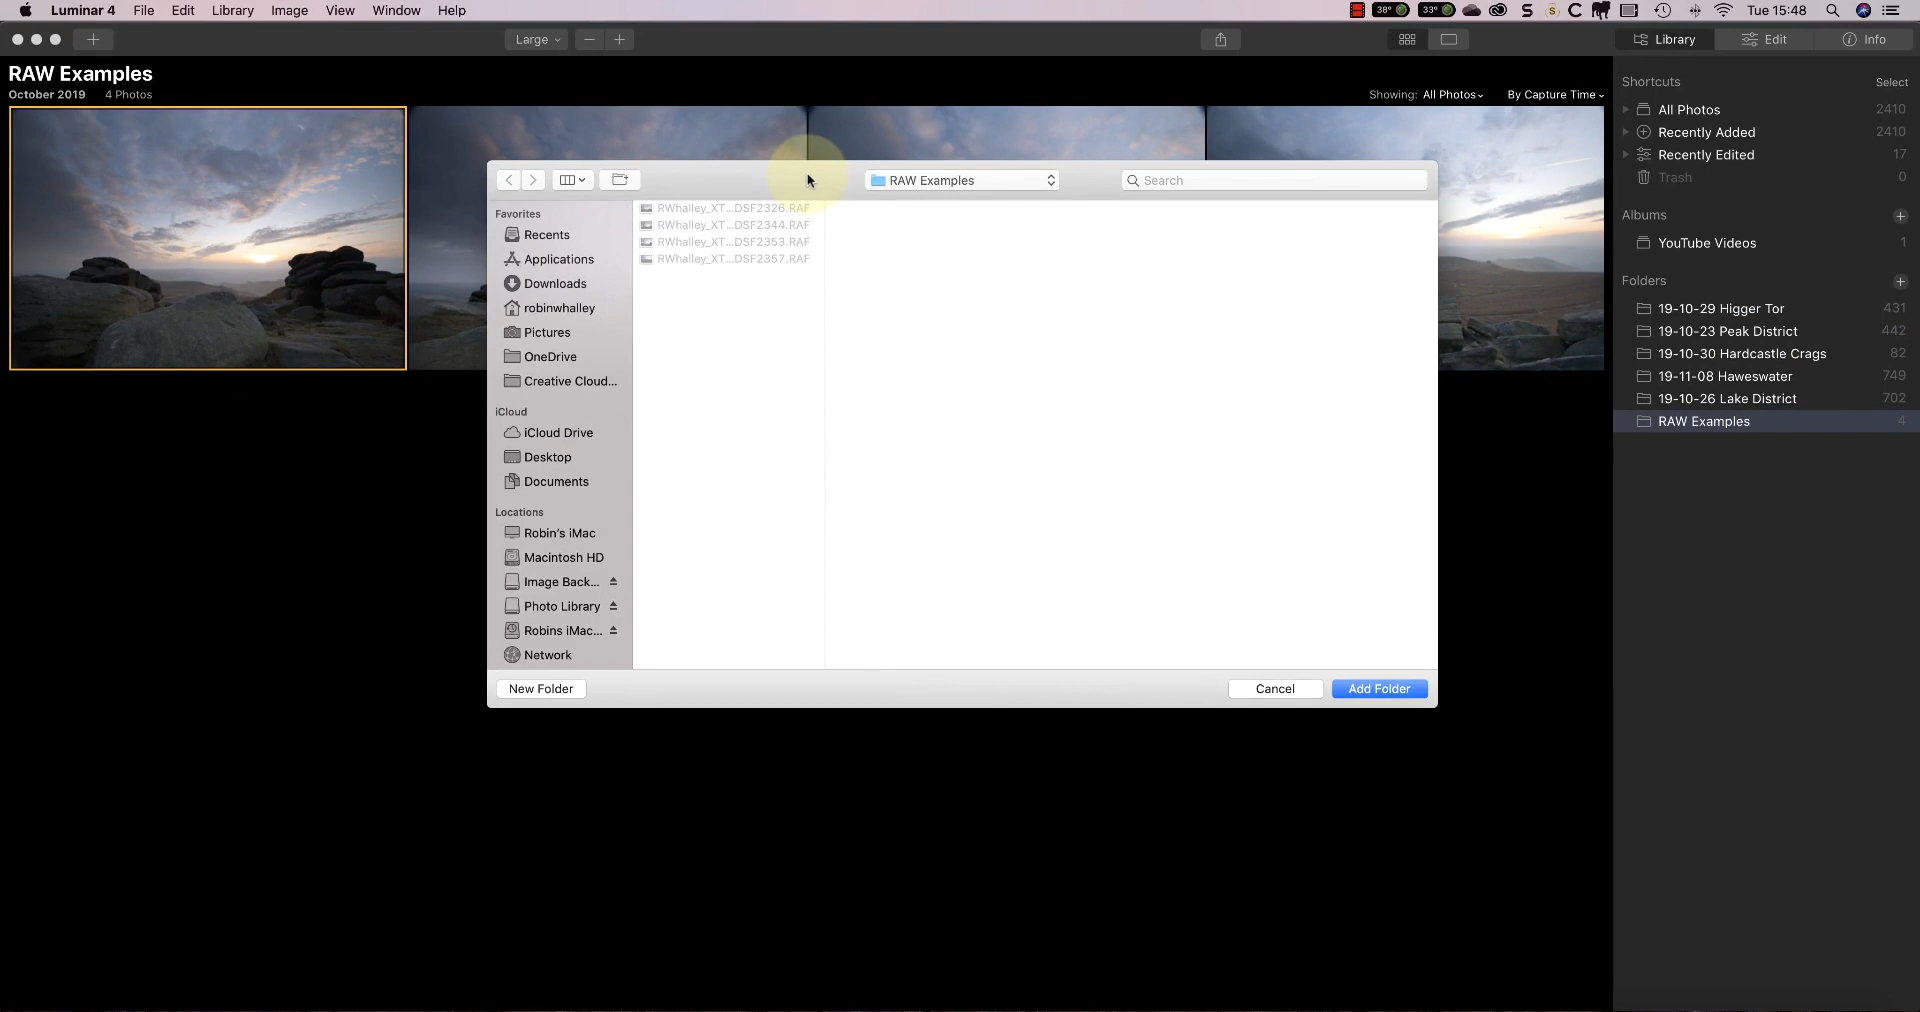 Luminar 4 File Edit Library Image View Window Help 38° 33° Tue 15:48
Large Library Edit Info
RAW Examples
October 2019 4 Photos Showing: All Photos By Capture Time
RAW Examples Search
RWhalley_XT...DSF2326.RAF
RWhalley_XT...DSF2344.RAF
RWhalley_XT...DSF2353.RAF
RWhalley_XT...DSF2357.RAF
Favorites
Recents
Applications
Downloads
robinwhalley
Pictures
OneDrive
Creative Cloud...
iCloud
iCloud Drive
Desktop
Documents
Locations
Robin's iMac
Macintosh HD
Image Back...
Photo Library
Robins iMac...
Network
New Folder Cancel Add Folder
Shortcuts Select
All Photos 2410
Recently Added 2410
Recently Edited 17
Trash 0
Albums
YouTube Videos 1
Folders
19-10-29 Higger Tor 431
19-10-23 Peak District 442
19-10-30 Hardcastle Crags 82
19-11-08 Haweswater 749
19-10-26 Lake District 702
RAW Examples 4